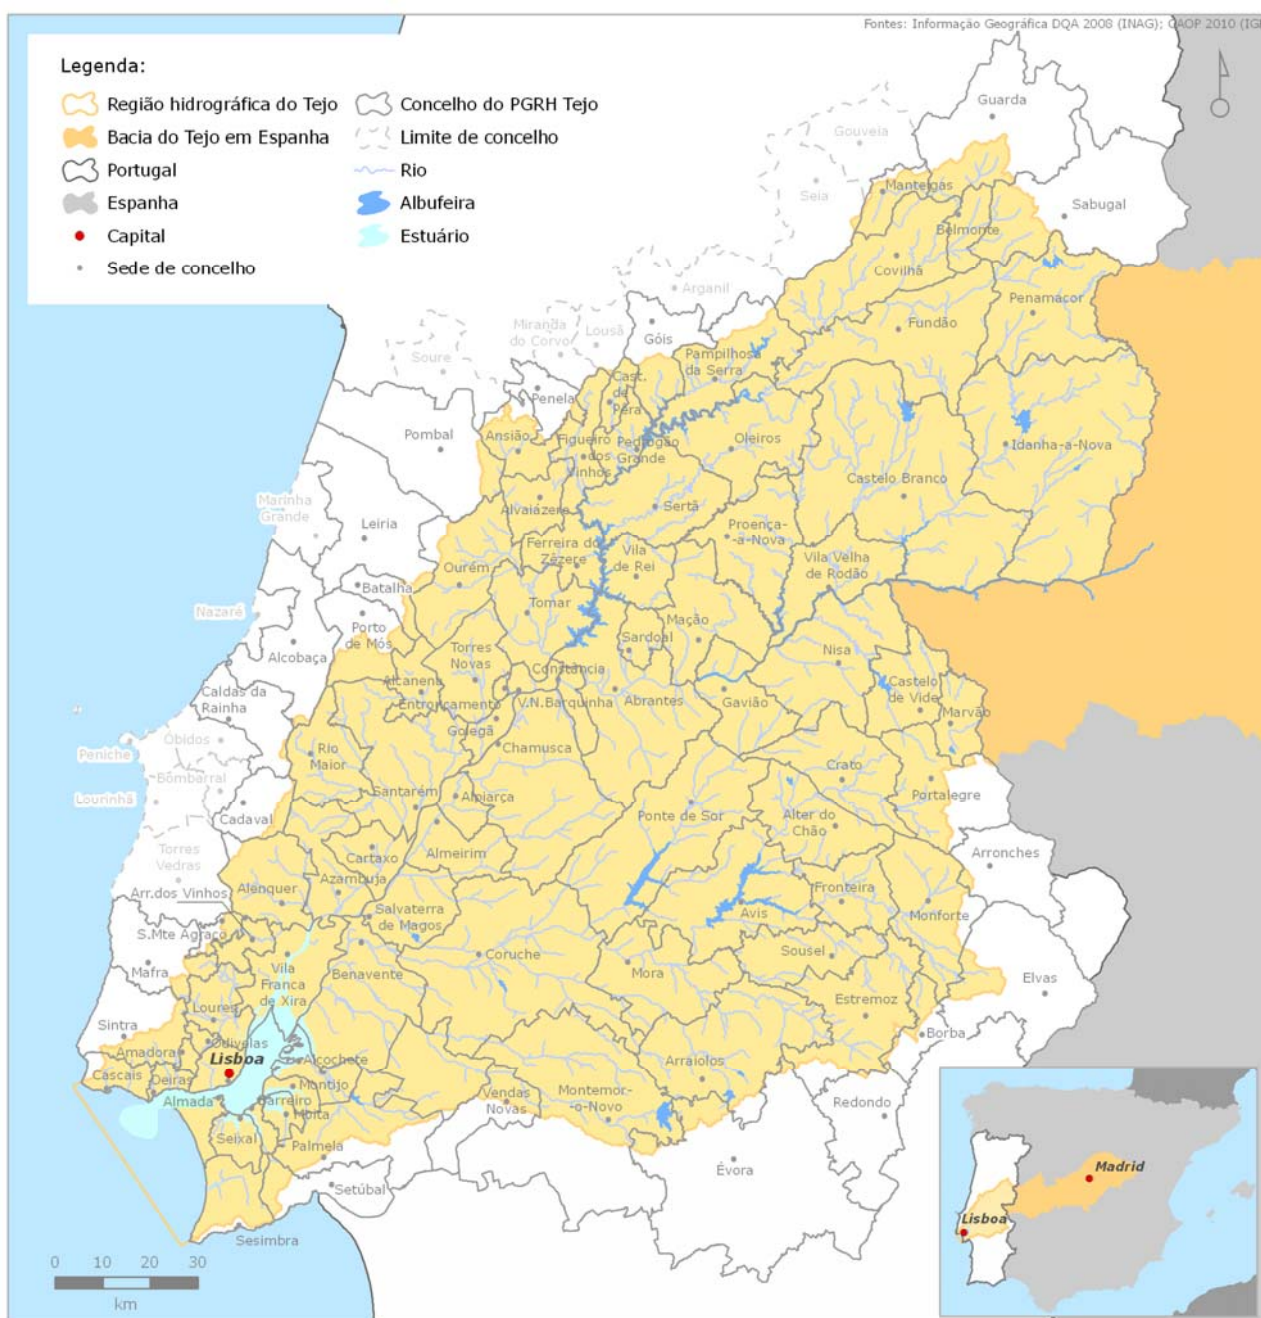 Fontes: Informação Geográfica DQA 2008 (INAG); CAOP 2010 (IG
Legenda:
Região hidrográfica do Tejo
Bacia do Tejo em Espanha
Portugal
Espanha
Capital
Sede de concelho
Concelho do PGRH Tejo
Limite de concelho
Rio
Albufeira
Estuário
Guarda
Gouveia
Seia
Manteigas
Sabugal
Belmonte
Covilhã
Arganil
Penamacor
Fundão
Miranda
do Corvo
Lousã
Góis
Soure
Pampilhosa
da Serra
Cast.
de
Pera
Penela
Pombal
Ansião
Figueiró
dos
Vinhos
Pedrógão
Grande
Oleiros
Idanha-a-Nova
Castelo Branco
Marinha
Grande
Alvaiázere
Sertã
Leiria
Proença-
-a-Nova
Ferreira do
Zêzere
Vila
de Rei
Vila Velha
de Rodão
Ourém
Batalha
Nazaré
Tomar
Porto
de Mós
Mação
Sardoal
Alcobaça
Torres
Novas
Nisa
Constância
Alcanena
Castelo
de Vide
Caldas da
Rainha
Entroncamento
V.N.Barquinha
Abrantes
Gavião
Marvão
Golegã
Óbidos
Peniche
Rio
Maior
Chamusca
Bombarral
Crato
Lourinhã
Santarém
Alpiarça
Portalegre
Cadaval
Ponte de Sor
Alter do
Chão
Torres
Vedras
Cartaxo
Almeirim
Arronches
Arr.dos Vinhos
Alenquer
Azambuja
Fronteira
Salvaterra
de Magos
Avis
Monforte
S.Mte Agraço
Sousel
Mafra
Vila
Franca
de Xira
Benavente
Coruche
Mora
Elvas
Loures
Estremoz
Sintra
Odivelas
Borba
Amadora
Lisboa
Alcochete
Arraiolos
Cascais
Oeiras
Montijo
Almada
Barreiro
Moita
Vendas
Novas
Montemor-
-o-Novo
Redondo
Seixal
Palmela
Évora
Setúbal
Sesimbra
Madrid
Lisboa
0 10 20 30
km